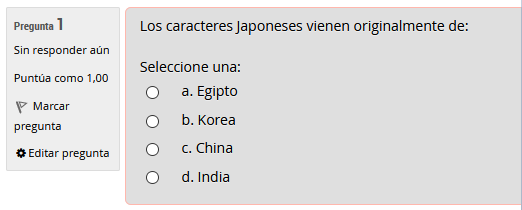 Pregunta 1
Sin responder aún
Puntúa como 1,00
Marcar
pregunta
Editar pregunta
Los caracteres Japoneses vienen originalmente de:
Seleccione una:
a. Egipto
b. Korea
c. China
d. India